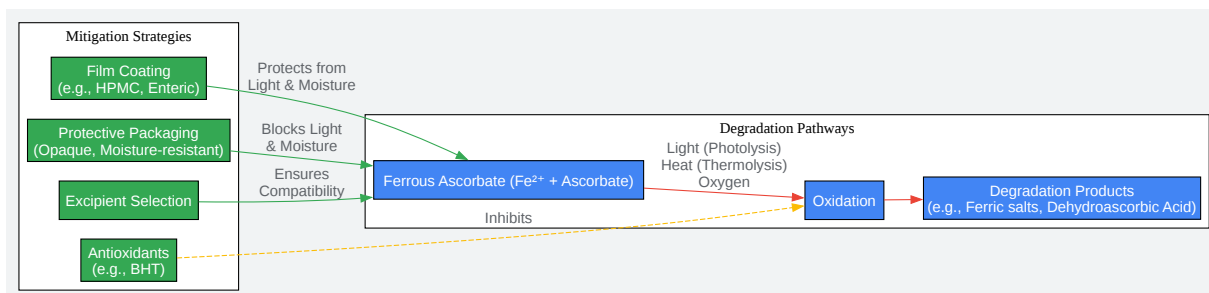 Mitigation Strategies
Film Coating
(e.g., HPMC, Enteric)
Protective Packaging
(Opaque, Moisture-resistant)
Excipient Selection
Antioxidants
(e.g., BHT)
Protects from
Light & Moisture
Blocks Light
& Moisture
Ensures
Compatibility
Inhibits
Degradation Pathways
Ferrous Ascorbate (Fe²⁺ + Ascorbate)
Light (Photolysis)
Heat (Thermolysis)
Oxygen
Oxidation
Degradation Products
(e.g., Ferric salts, Dehydroascorbic Acid)